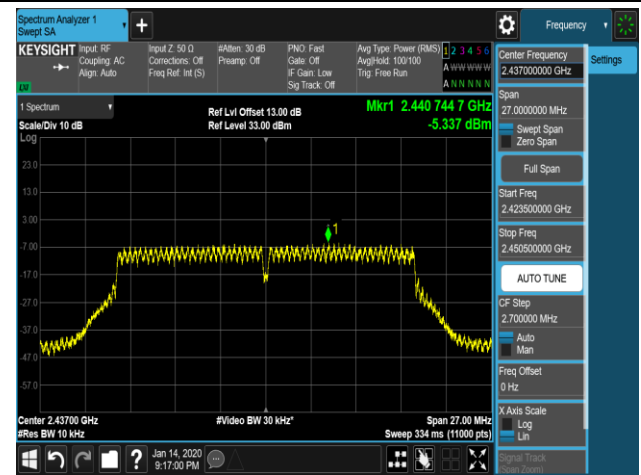 Spectrum Analyzer 1
Swept SA
Frequency
KEYSIGHT
Input: RF
Coupling: AC
Align: Auto
Input Z: 50 Ω
Corrections: Off
Freq Ref: Int (S)
#Atten: 30 dB
Preamp: Off
PNO: Fast
Gate: Off
IF Gain: Low
Sig Track: Off
Avg Type: Power (RMS)
Avg|Hold: 100/100
Trig: Free Run
1 2 3 4 5 6
A W W W W W
A N N N N N
1 Spectrum
Scale/Div 10 dB
Ref Lvl Offset 13.00 dB
Ref Level 33.00 dBm
Mkr1 2.440 744 7 GHz
-5.337 dBm
Log
23.0
13.0
3.00
-7.00
-17.0
-27.0
-37.0
-47.0
-57.0
1
Center 2.43700 GHz
#Res BW 10 kHz
#Video BW 30 kHz*
Span 27.00 MHz
Sweep 334 ms (11000 pts)
Jan 14, 2020
9:17:00 PM
?
Center Frequency
2.437000000 GHz
Span
27.0000000 MHz
Swept Span
Zero Span
Full Span
Start Freq
2.423500000 GHz
Stop Freq
2.450500000 GHz
AUTO TUNE
CF Step
2.700000 MHz
Auto
Man
Freq Offset
0 Hz
X Axis Scale
Log
Lin
Signal Track
(Span Zoom)
Settings